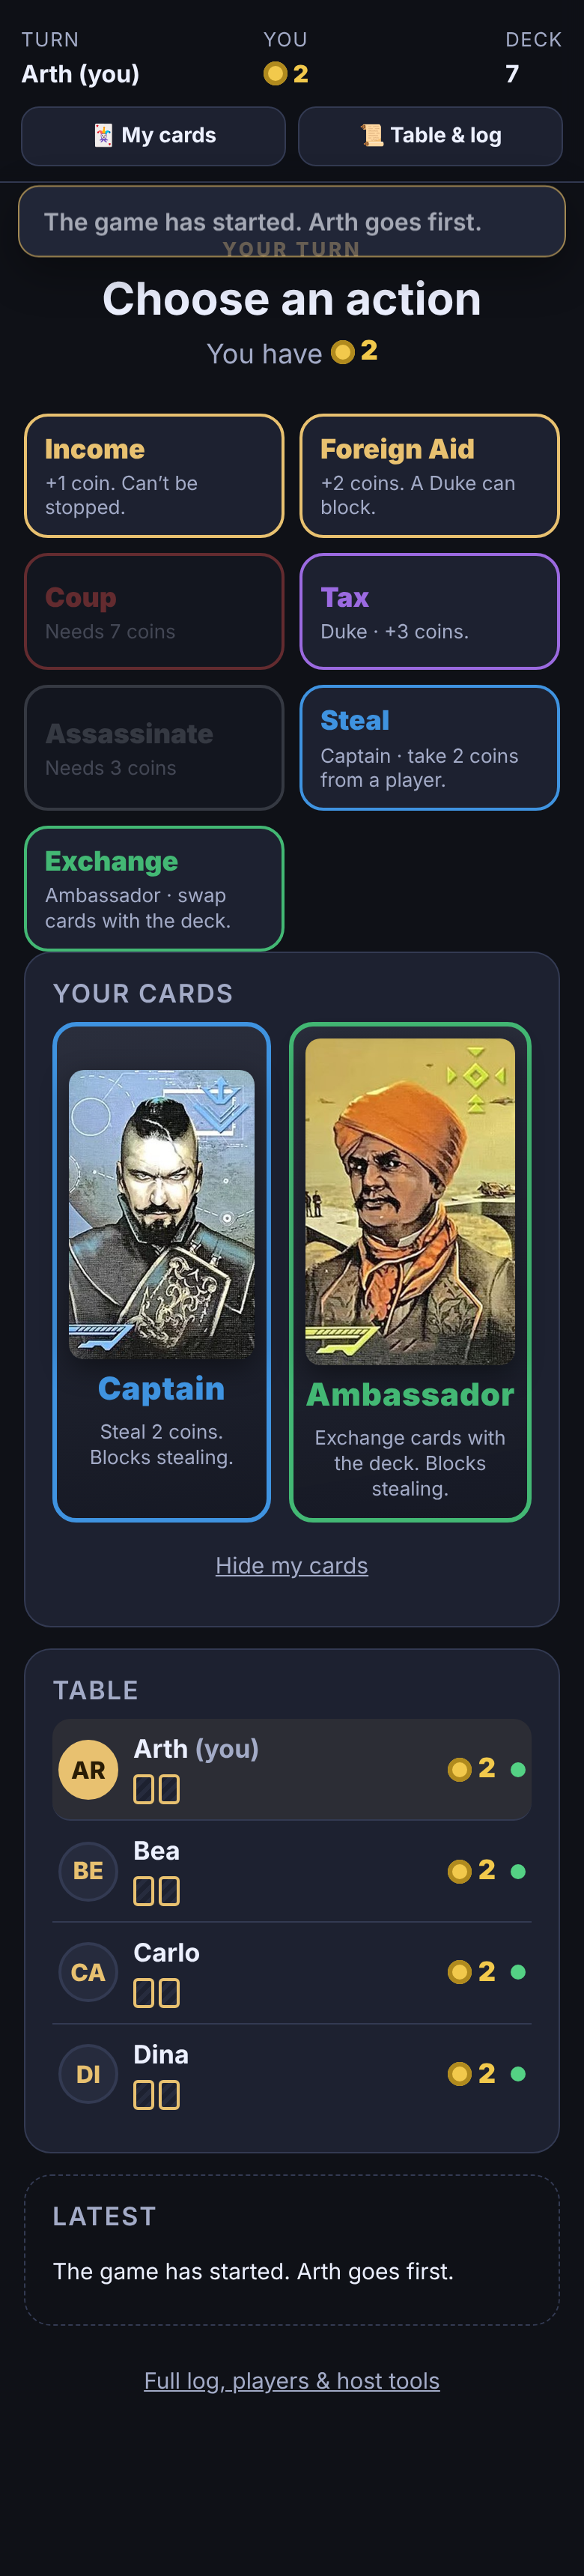 TURN
YOU
DECK
Arth (you)
2
7
🃏 My cards
📜 Table & log
The game has started. Arth goes first.
YOUR TURN
Choose an action
You have 2
Income
+1 coin. Can’t be
stopped.
Foreign Aid
+2 coins. A Duke can
block.
Coup
Needs 7 coins
Tax
Duke · +3 coins.
Assassinate
Needs 3 coins
Steal
Captain · take 2 coins
from a player.
Exchange
Ambassador · swap
cards with the deck.
YOUR CARDS
Captain
Steal 2 coins.
Blocks stealing.
Ambassador
Exchange cards with
the deck. Blocks
stealing.
Hide my cards
TABLE
AR
Arth (you)
2
BE
Bea
2
CA
Carlo
2
DI
Dina
2
LATEST
The game has started. Arth goes first.
Full log, players & host tools